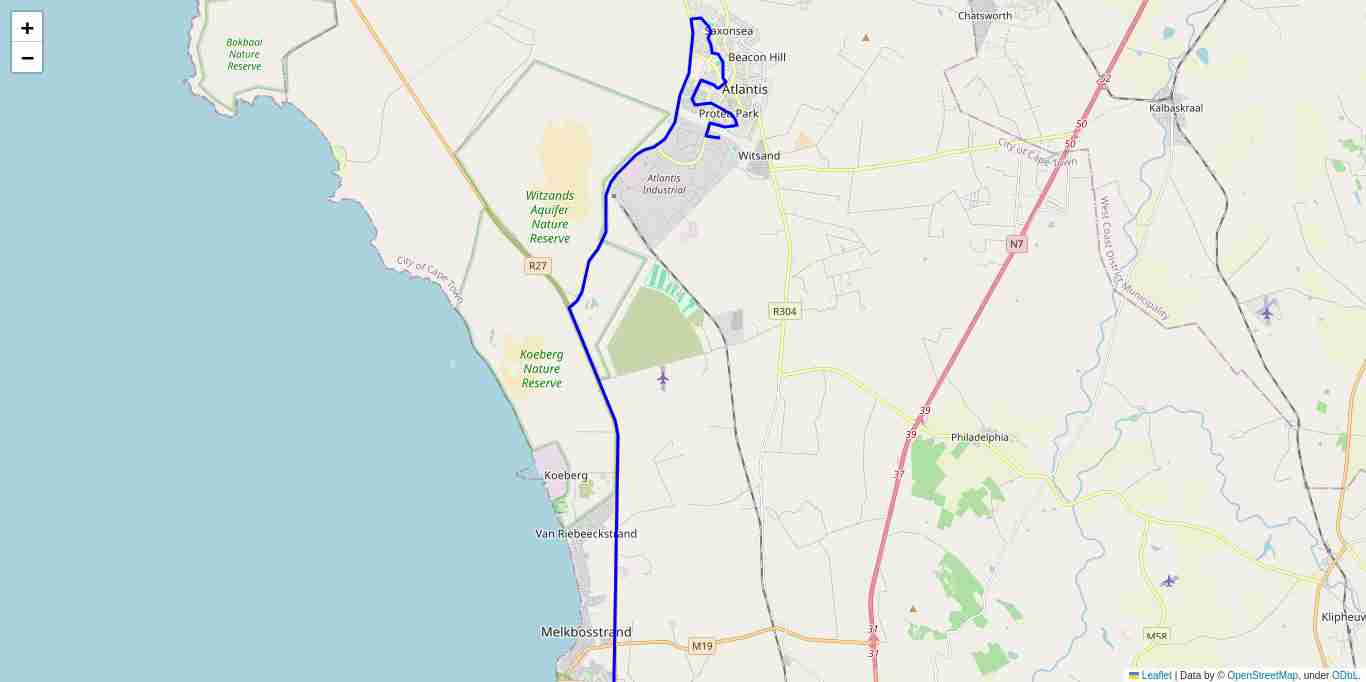 +
−
Bokbaai
Nature
Reserve
Chatsworth
Saxonsea
Beacon Hill
Atlantis
Protea Park
Witsand
Atlantis
Industrial
52
Kalbaskraal
50
50
City of Cape Town
Witzands
Aquifer
Nature
Reserve
West Coast District Municipality
N7
City of Cape Town
R27
R304
Koeberg
Nature
Reserve
39
39
Philadelphia
37
Koeberg
Van Riebeeckstrand
Melkbosstrand
31
31
M19
M58
Klipheuw
Leaflet | Data by © OpenStreetMap, under ODbL.